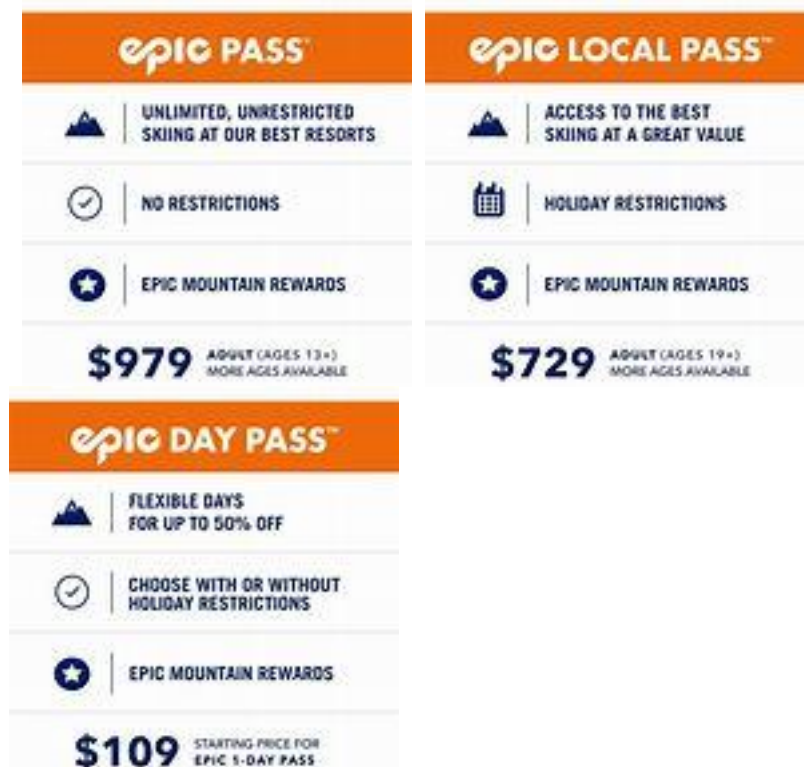 epic PASS™
UNLIMITED, UNRESTRICTED
SKIING AT OUR BEST RESORTS
NO RESTRICTIONS
EPIC MOUNTAIN REWARDS
$979 ADULT (AGES 13+)
MORE AGES AVAILABLE
epic LOCAL PASS™
ACCESS TO THE BEST
SKIING AT A GREAT VALUE
HOLIDAY RESTRICTIONS
EPIC MOUNTAIN REWARDS
$729 ADULT (AGES 19+)
MORE AGES AVAILABLE
epic DAY PASS™
FLEXIBLE DAYS
FOR UP TO 50% OFF
CHOOSE WITH OR WITHOUT
HOLIDAY RESTRICTIONS
EPIC MOUNTAIN REWARDS
$109 STARTING PRICE FOR
EPIC 1-DAY PASS